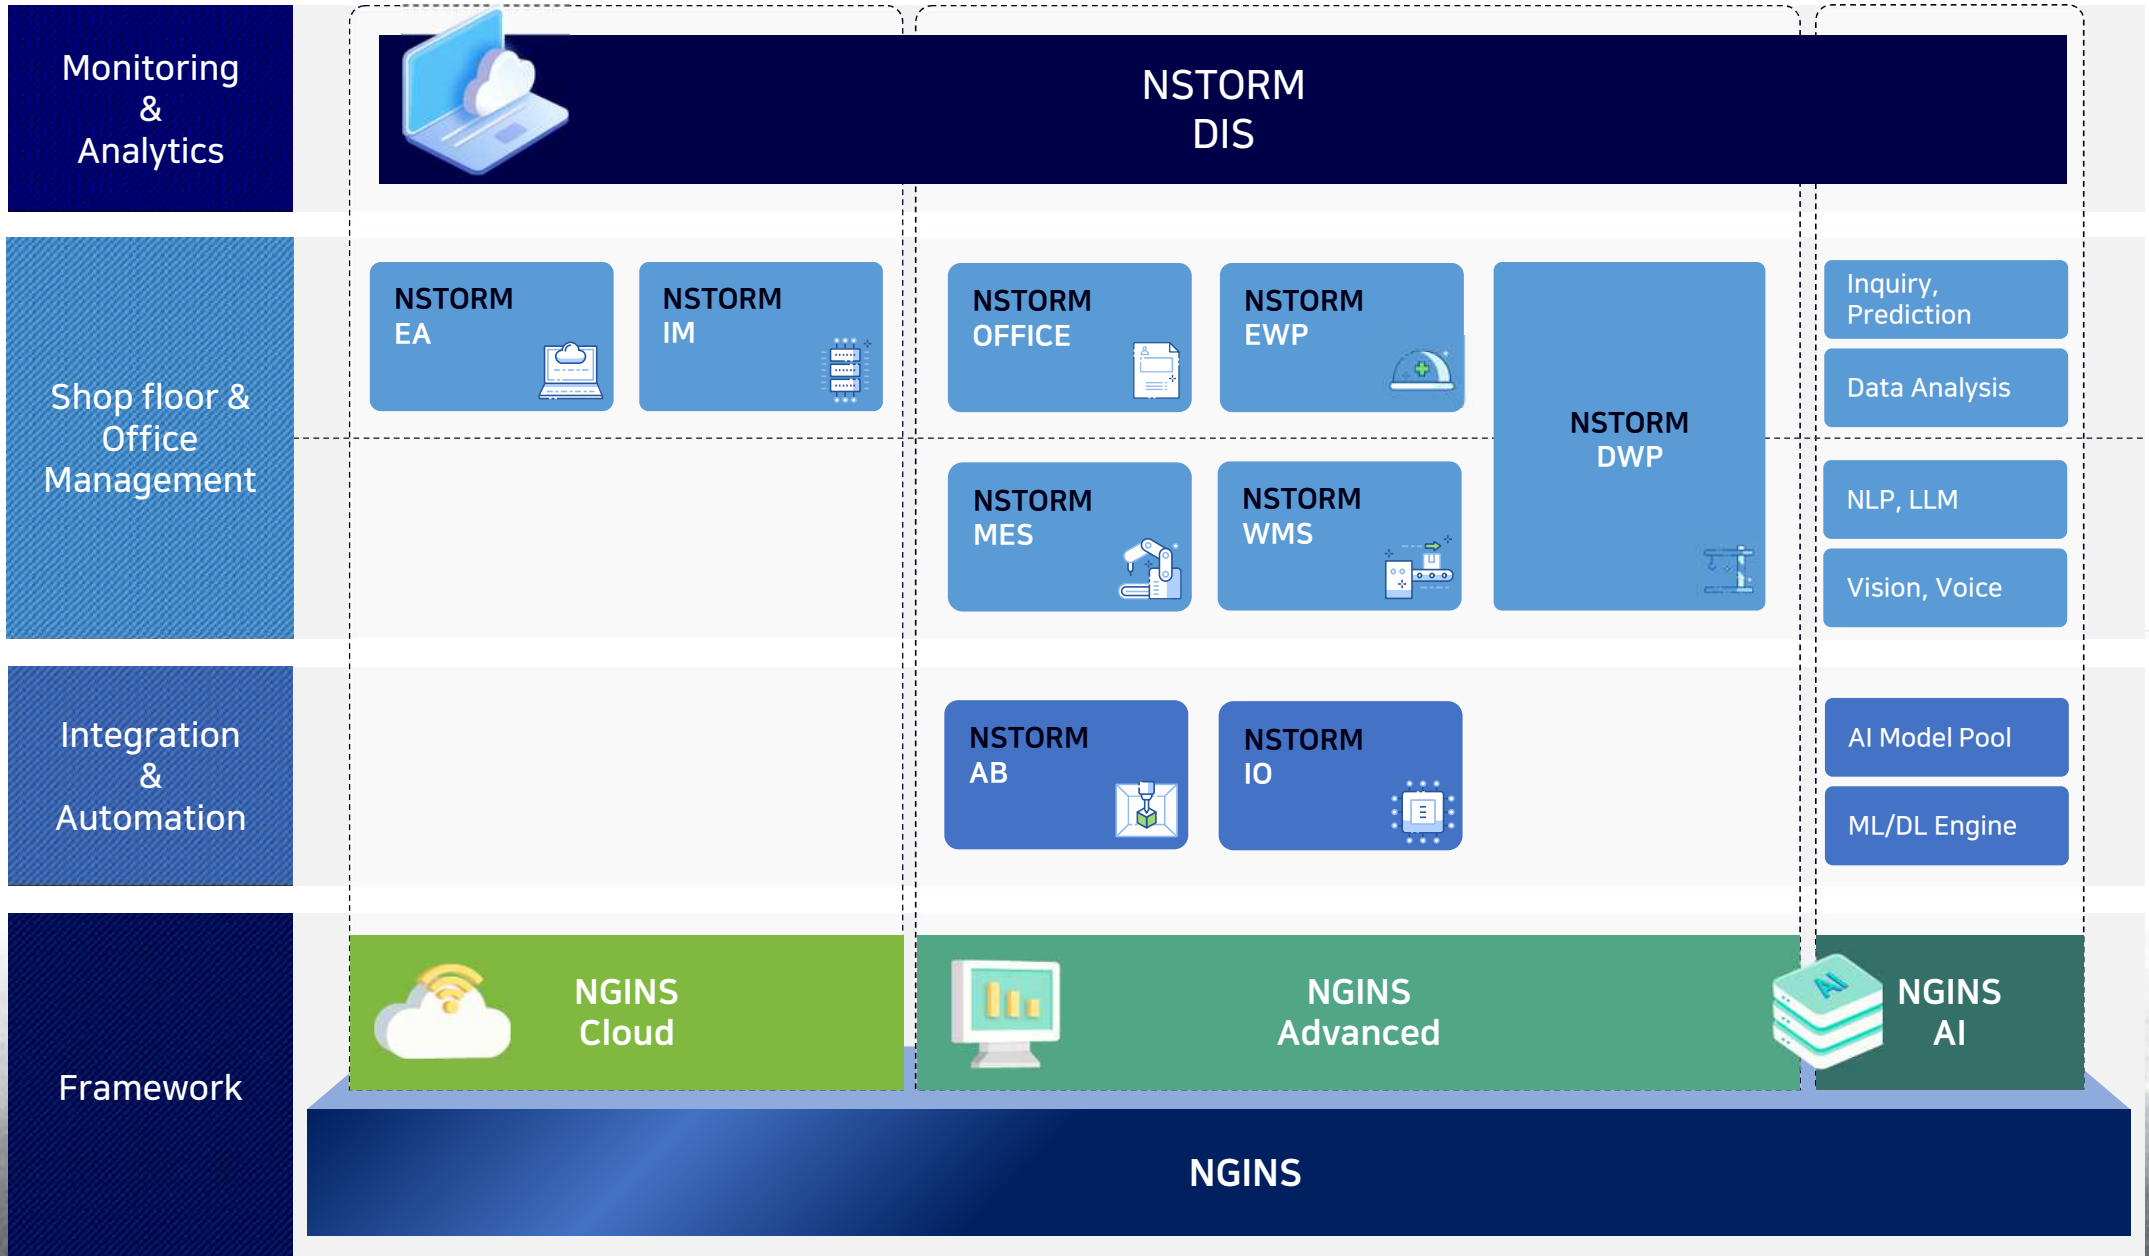 Monitoring
&
Analytics
NSTORM
DIS
Shop floor &
Office
Management
NSTORM
EA
NSTORM
IM
NSTORM
OFFICE
NSTORM
EWP
NSTORM
DWP
Inquiry,
Prediction
Data Analysis
NSTORM
MES
NSTORM
WMS
NLP, LLM
Vision, Voice
Integration
&
Automation
NSTORM
AB
NSTORM
IO
AI Model Pool
ML/DL Engine
Framework
NGINS
Cloud
NGINS
Advanced
AI
NGINS
AI
NGINS